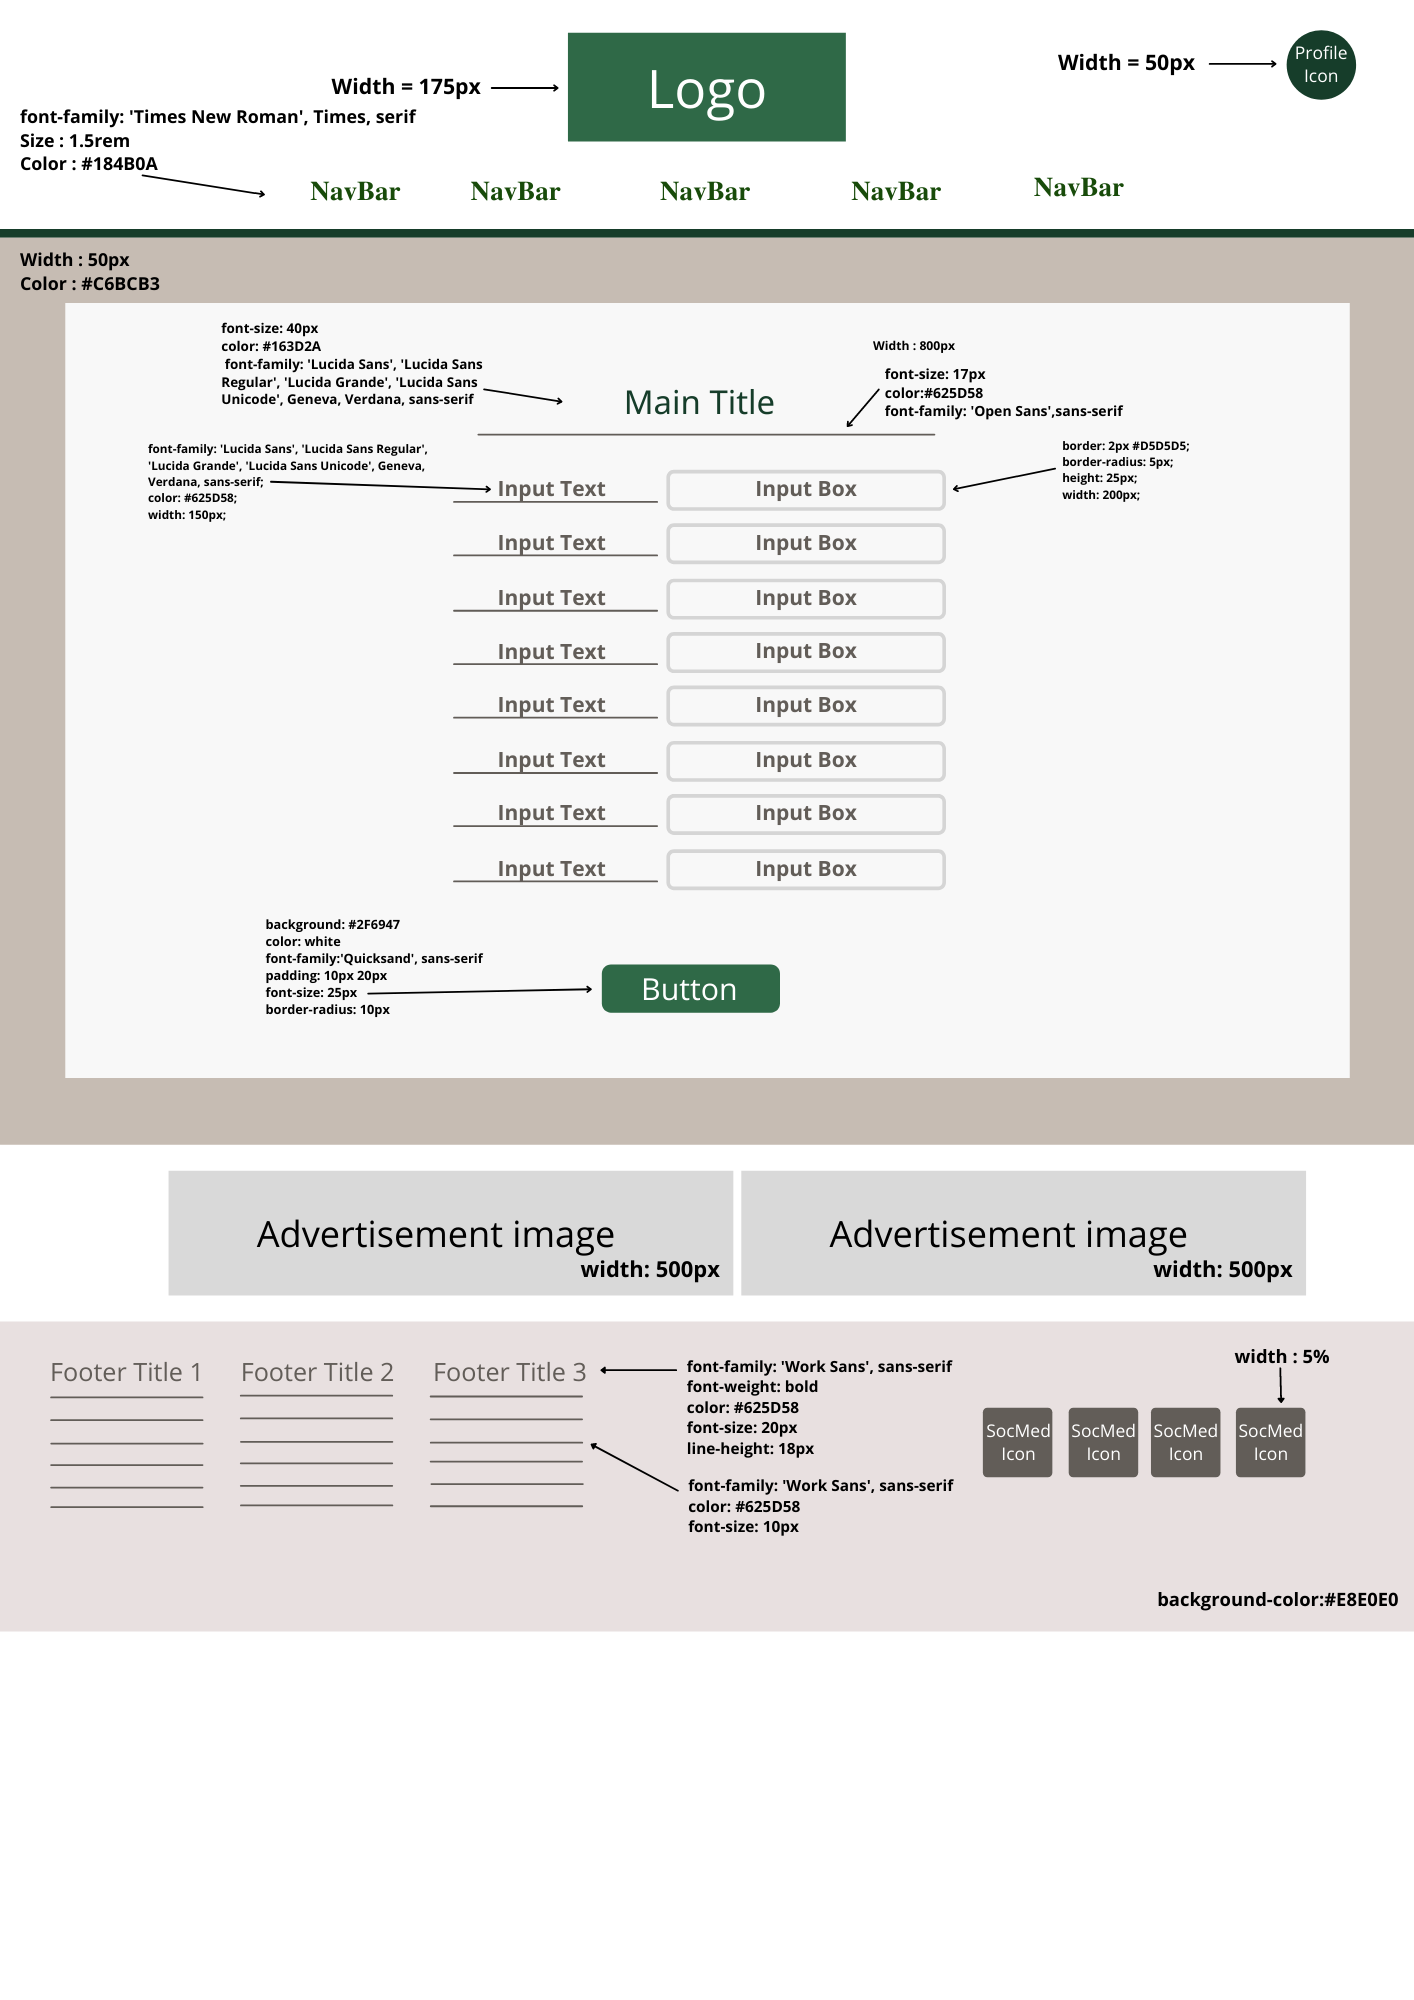 Logo
Width = 175px
Width = 50px
Profile
Icon
font-family: 'Times New Roman', Times, serif
Size : 1.5rem
Color : #184B0A
NavBar NavBar NavBar NavBar NavBar
Width : 50px
Color : #C6BCB3
font-size: 40px
color: #163D2A
font-family: 'Lucida Sans', 'Lucida Sans
Regular', 'Lucida Grande', 'Lucida Sans
Unicode', Geneva, Verdana, sans-serif
Main Title
Width : 800px
font-size: 17px
color:#625D58
font-family: 'Open Sans',sans-serif
font-family: 'Lucida Sans', 'Lucida Sans Regular',
'Lucida Grande', 'Lucida Sans Unicode', Geneva,
Verdana, sans-serif;
color: #625D58;
width: 150px;
border: 2px #D5D5D5;
border-radius: 5px;
height: 25px;
width: 200px;
Input Text Input Box
Input Text Input Box
Input Text Input Box
Input Text Input Box
Input Text Input Box
Input Text Input Box
Input Text Input Box
Input Text Input Box
background: #2F6947
color: white
font-family:'Quicksand', sans-serif
padding: 10px 20px
font-size: 25px
border-radius: 10px
Button
Advertisement image
width: 500px
Advertisement image
width: 500px
Footer Title 1 Footer Title 2 Footer Title 3
font-family: 'Work Sans', sans-serif
font-weight: bold
color: #625D58
font-size: 20px
line-height: 18px
font-family: 'Work Sans', sans-serif
color: #625D58
font-size: 10px
width : 5%
SocMed
Icon
SocMed
Icon
SocMed
Icon
SocMed
Icon
background-color:#E8E0E0